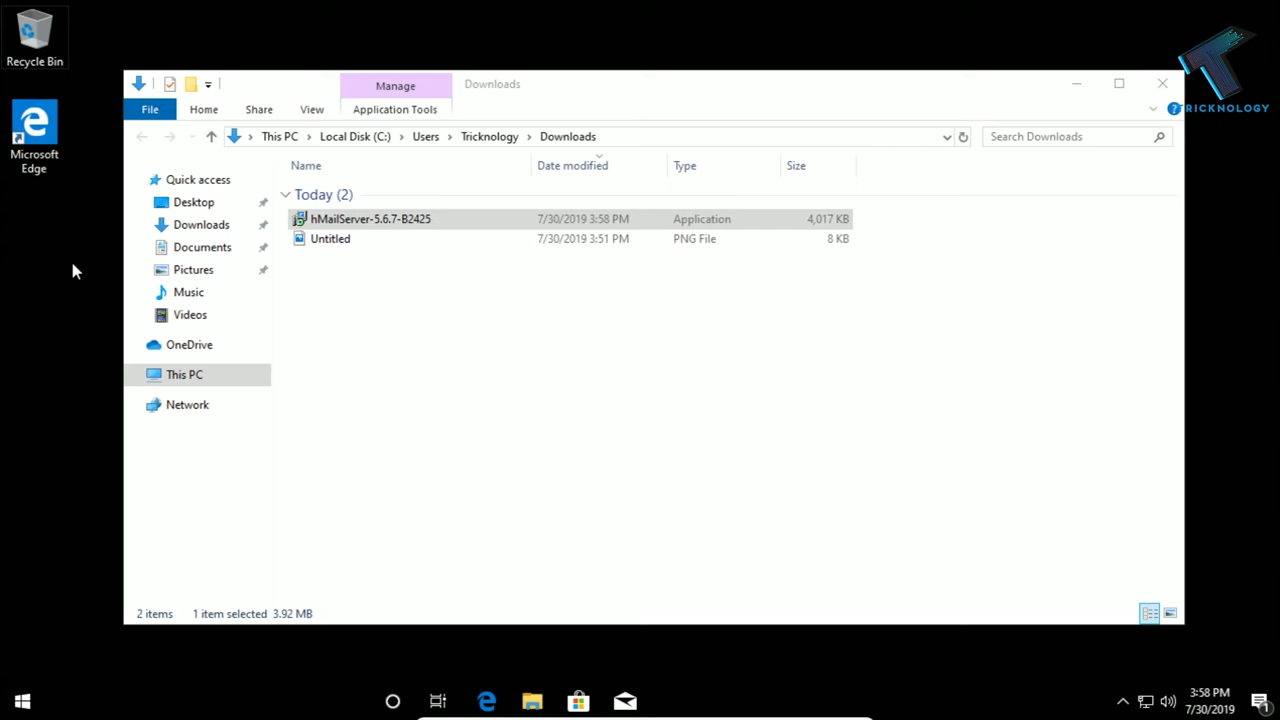 Recycle Bin
Microsoft
Edge
Manage
Downloads
File
Home
Share
View
Application Tools
RICKNOLOGY
This PC > Local Disk (C:) > Users > Tricknology > Downloads
Search Downloads
Name
Date modified
Type
Size
Quick access
Desktop
Downloads
Documents
Pictures
Music
Videos
OneDrive
This PC
Network
Today (2)
hMailServer-5.6.7-B2425 7/30/2019 3:58 PM Application 4,017 KB
Untitled 7/30/2019 3:51 PM PNG File 8 KB
2 items 1 item selected 3.92 MB
3:58 PM
7/30/2019
1